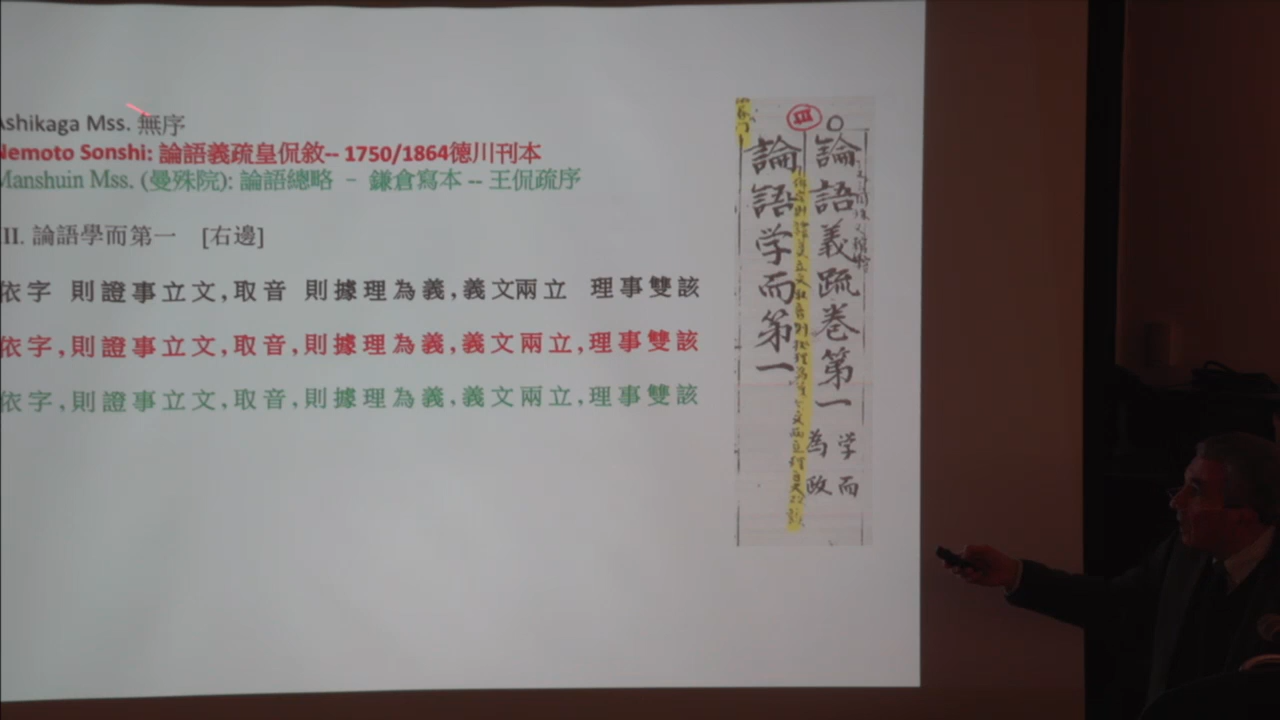 Ashikaga Mss. 無序
Nemoto Sonshi: 論語義疏皇侃敘-- 1750/1864德川刊本
Manshuin Mss. (曼殊院): 論語總略 – 鎌倉寫本 -- 王侃疏序
III. 論語學而第一 [右邊]
依字 則證事立文,取音 則據理為義,義文兩立 理事雙該
依字,則證事立文,取音,則據理為義,義文兩立,理事雙該
依字,則證事立文,取音,則據理為義,義文兩立,理事雙該
III
論語義疏卷第一
学而
為政
論語学而第一